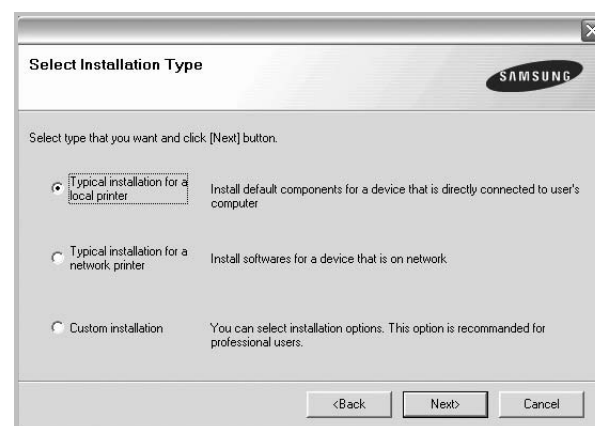 Select Installation Type
SAMSUNG
Select type that you want and click [Next] button.
Typical installation for a
local printer
Install default components for a device that is directly connected to user's
computer
Typical installation for a
network printer
Install softwares for a device that is on network
Custom installation
You can select installation options. This option is recommanded for
professional users.
<Back
Next>
Cancel